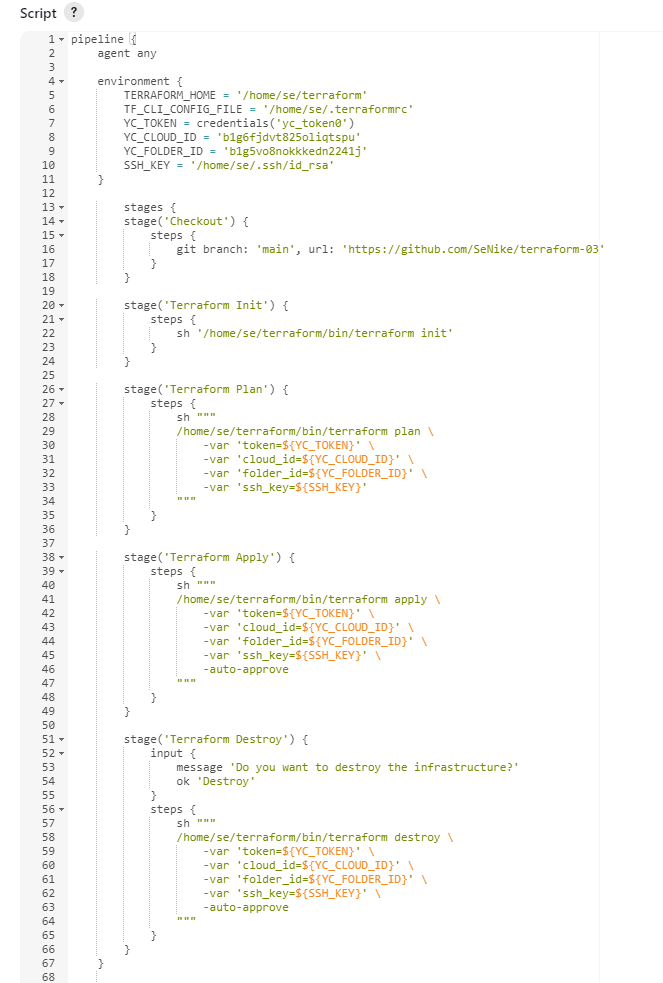 Script ?
1 pipeline {
2 agent any
3
4 environment {
5 TERRAFORM_HOME = '/home/se/terraform'
6 TF_CLI_CONFIG_FILE = '/home/se/.terraformrc'
7 YC_TOKEN = credentials('yc_token0')
8 YC_CLOUD_ID = 'b1g6fjdvt825oliqtspu'
9 YC_FOLDER_ID = 'b1g5vo8nokkkedn2241j'
10 SSH_KEY = '/home/se/.ssh/id_rsa'
11 }
12
13 stages {
14 stage('Checkout') {
15 steps {
16 git branch: 'main', url: 'https://github.com/SeNike/terraform-03'
17 }
18 }
19
20 stage('Terraform Init') {
21 steps {
22 sh '/home/se/terraform/bin/terraform init'
23 }
24 }
25
26 stage('Terraform Plan') {
27 steps {
28 sh """
29 /home/se/terraform/bin/terraform plan \
30 -var 'token=${YC_TOKEN}' \
31 -var 'cloud_id=${YC_CLOUD_ID}' \
32 -var 'folder_id=${YC_FOLDER_ID}' \
33 -var 'ssh_key=${SSH_KEY}'
34 """
35 }
36 }
37
38 stage('Terraform Apply') {
39 steps {
40 sh """
41 /home/se/terraform/bin/terraform apply \
42 -var 'token=${YC_TOKEN}' \
43 -var 'cloud_id=${YC_CLOUD_ID}' \
44 -var 'folder_id=${YC_FOLDER_ID}' \
45 -var 'ssh_key=${SSH_KEY}' \
46 -auto-approve
47 """
48 }
49 }
50
51 stage('Terraform Destroy') {
52 input {
53 message 'Do you want to destroy the infrastructure?'
54 ok 'Destroy'
55 }
56 steps {
57 sh """
58 /home/se/terraform/bin/terraform destroy \
59 -var 'token=${YC_TOKEN}' \
60 -var 'cloud_id=${YC_CLOUD_ID}' \
61 -var 'folder_id=${YC_FOLDER_ID}' \
62 -var 'ssh_key=${SSH_KEY}' \
63 -auto-approve
64 """
65 }
66 }
67 }
68